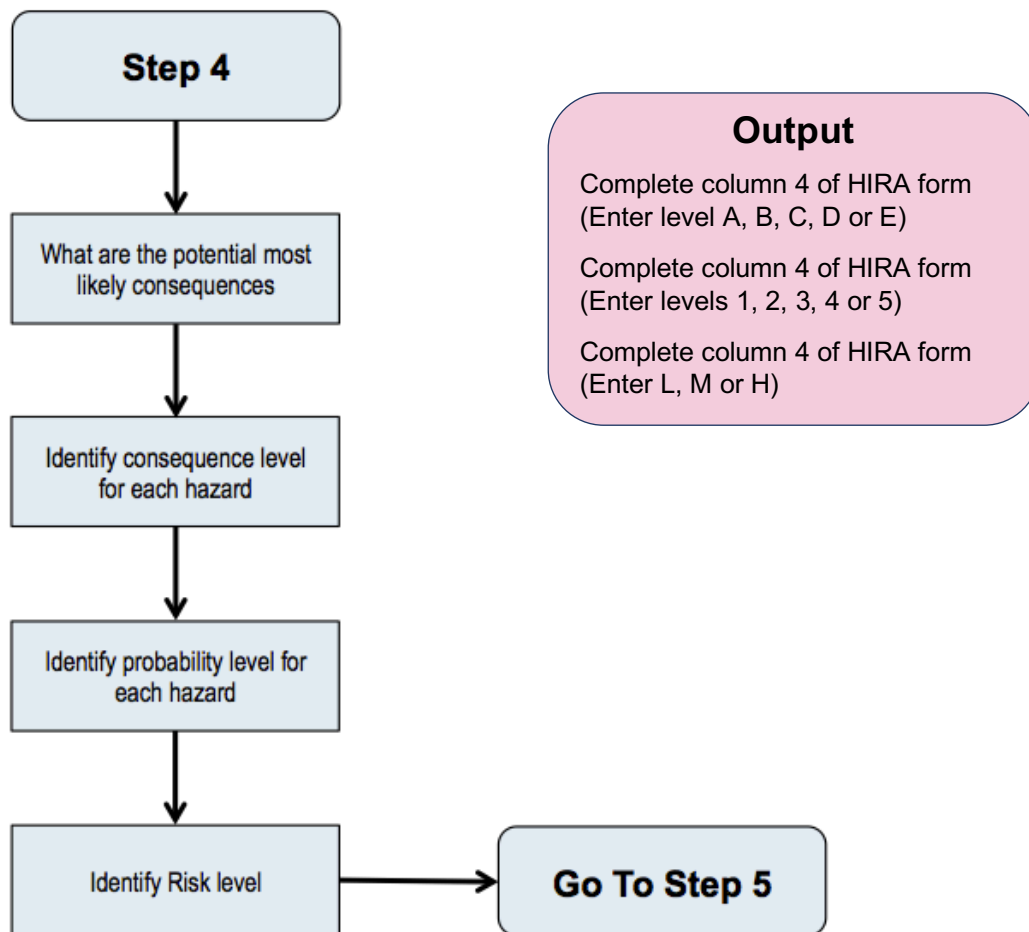 Step 4
What are the potential most
likely consequences
Identify consequence level
for each hazard
Identify probability level for
each hazard
Identify Risk level
Go To Step 5
Output
Complete column 4 of HIRA form
(Enter level A, B, C, D or E)
Complete column 4 of HIRA form
(Enter levels 1, 2, 3, 4 or 5)
Complete column 4 of HIRA form
(Enter L, M or H)